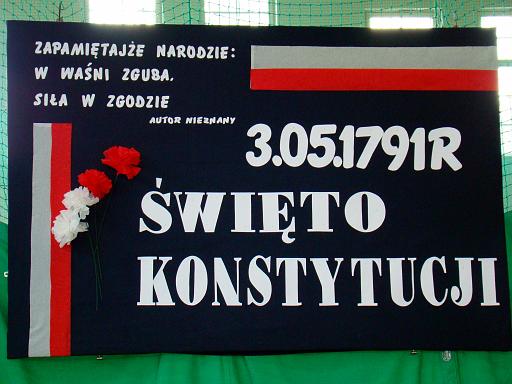 ZAPAMIĘTAJŻE NARODZIE:
W WAŚNI ZGUBA,
SIŁA W ZGODZIE
AUTOR NIEZNANY
3.05.1791R
ŚWIĘTO
KONSTYTUCJI